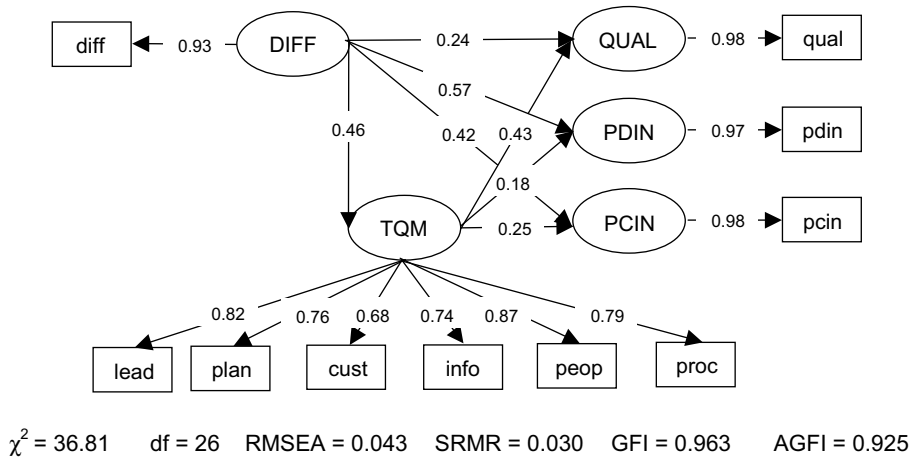 diff 0.93 DIFF 0.24 QUAL 0.98 qual
0.57
0.46 0.42 0.43 PDIN 0.97 pdin
0.18
TQM 0.25 PCIN 0.98 pcin
0.82 0.76 0.68 0.74 0.87 0.79
lead plan cust info peop proc
χ² = 36.81 df = 26 RMSEA = 0.043 SRMR = 0.030 GFI = 0.963 AGFI = 0.925